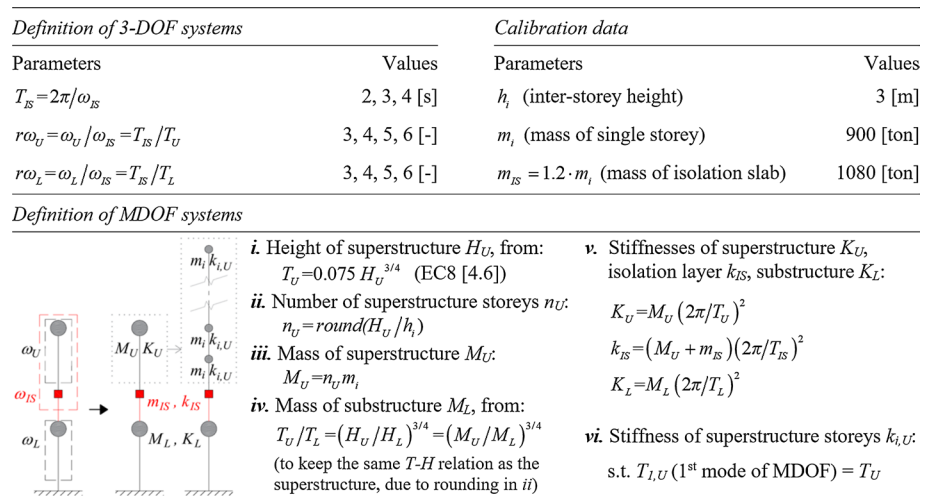 Definition of 3-DOF systems
Calibration data
Parameters Values
Parameters Values
T_IS=2π/ω_IS 2, 3, 4 [s]
h_i (inter-storey height) 3 [m]
rω_U=ω_U/ω_IS=T_IS/T_U 3, 4, 5, 6 [-]
m_i (mass of single storey) 900 [ton]
rω_L=ω_L/ω_IS=T_IS/T_L 3, 4, 5, 6 [-]
m_IS=1.2·m_i (mass of isolation slab) 1080 [ton]
Definition of MDOF systems
ω_U
ω_IS
ω_L
M_U K_U
m_i k_i,U
m_i k_i,U
m_i k_i,U
m_IS, k_IS
M_L, K_L
i. Height of superstructure H_U, from:
T_U=0.075 H_U^3/4 (EC8 [4.6])
ii. Number of superstructure storeys n_U:
n_U=round(H_U/h_i)
iii. Mass of superstructure M_U:
M_U=n_U m_i
iv. Mass of substructure M_L, from:
T_U/T_L=(H_U/H_L)^3/4=(M_U/M_L)^3/4
(to keep the same T-H relation as the
superstructure, due to rounding in ii)
v. Stiffnesses of superstructure K_U,
isolation layer k_IS, substructure K_L:
K_U=M_U(2π/T_U)^2
k_IS=(M_U+m_IS)(2π/T_IS)^2
K_L=M_L(2π/T_L)^2
vi. Stiffness of superstructure storeys k_i,U:
s.t. T_1,U (1st mode of MDOF) = T_U